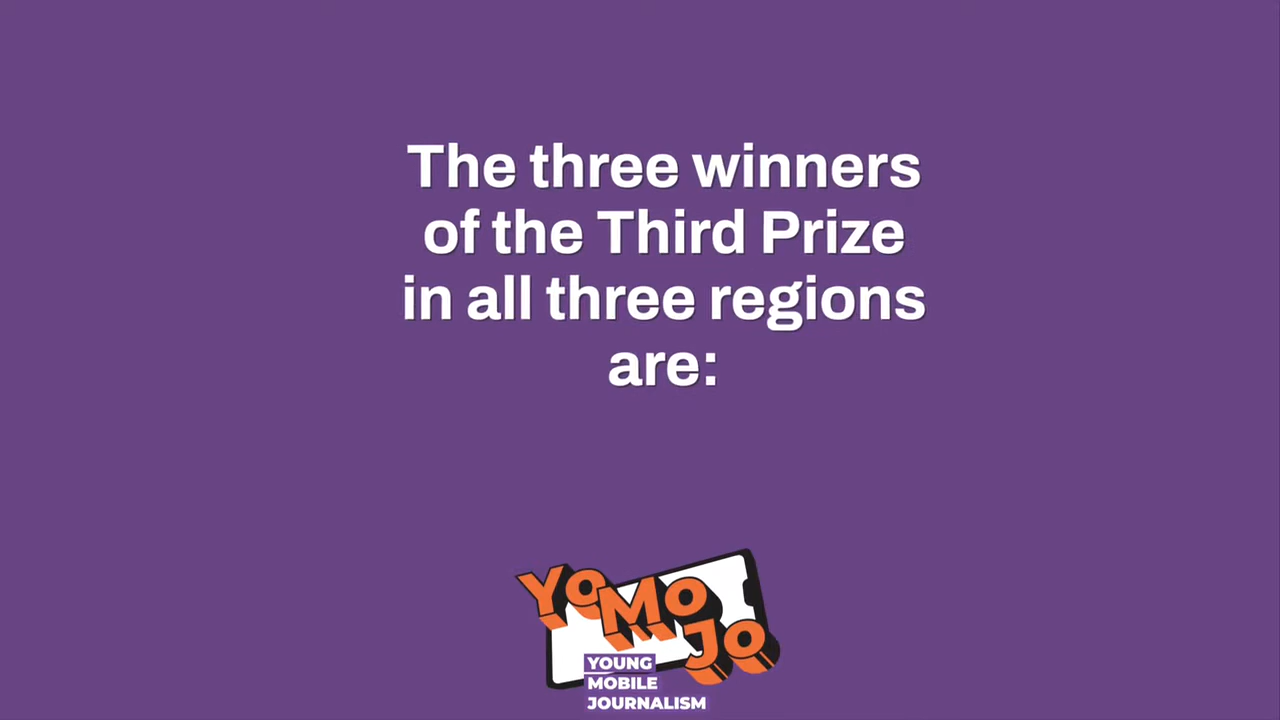 The three winners
of the Third Prize
in all three regions
are:
YoMoJo
YOUNG
MOBILE
JOURNALISM